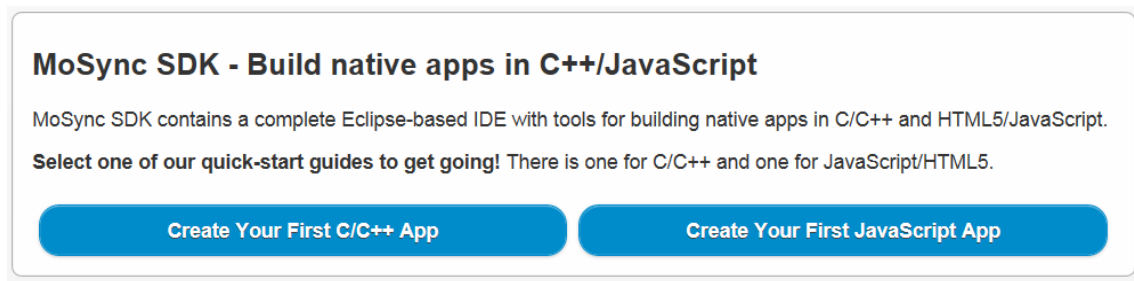 MoSync SDK - Build native apps in C++/JavaScript
MoSync SDK contains a complete Eclipse-based IDE with tools for building native apps in C/C++ and HTML5/JavaScript.
Select one of our quick-start guides to get going! There is one for C/C++ and one for JavaScript/HTML5.
Create Your First C/C++ App
Create Your First JavaScript App